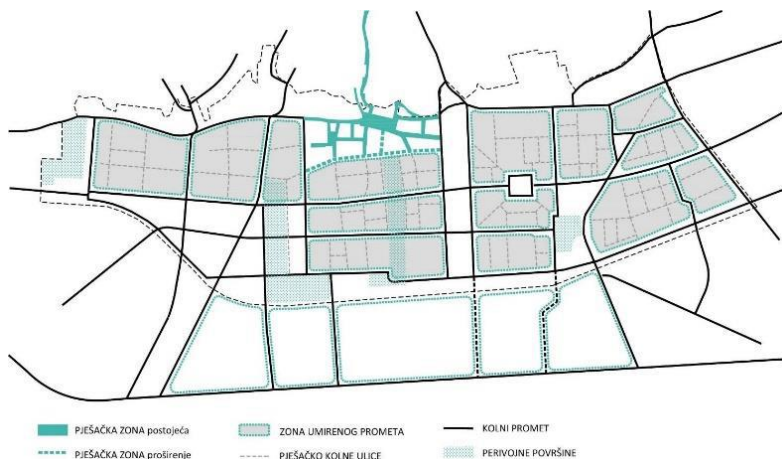 PJEŠAČKA ZONA postojeća
ZONA UMIRENOG PROMETA
KOLNI PROMET
PJEŠAČKA ZONA proširenje
PJEŠAČKO KOLNE ULICE
PERIVOJNE POVRŠINE